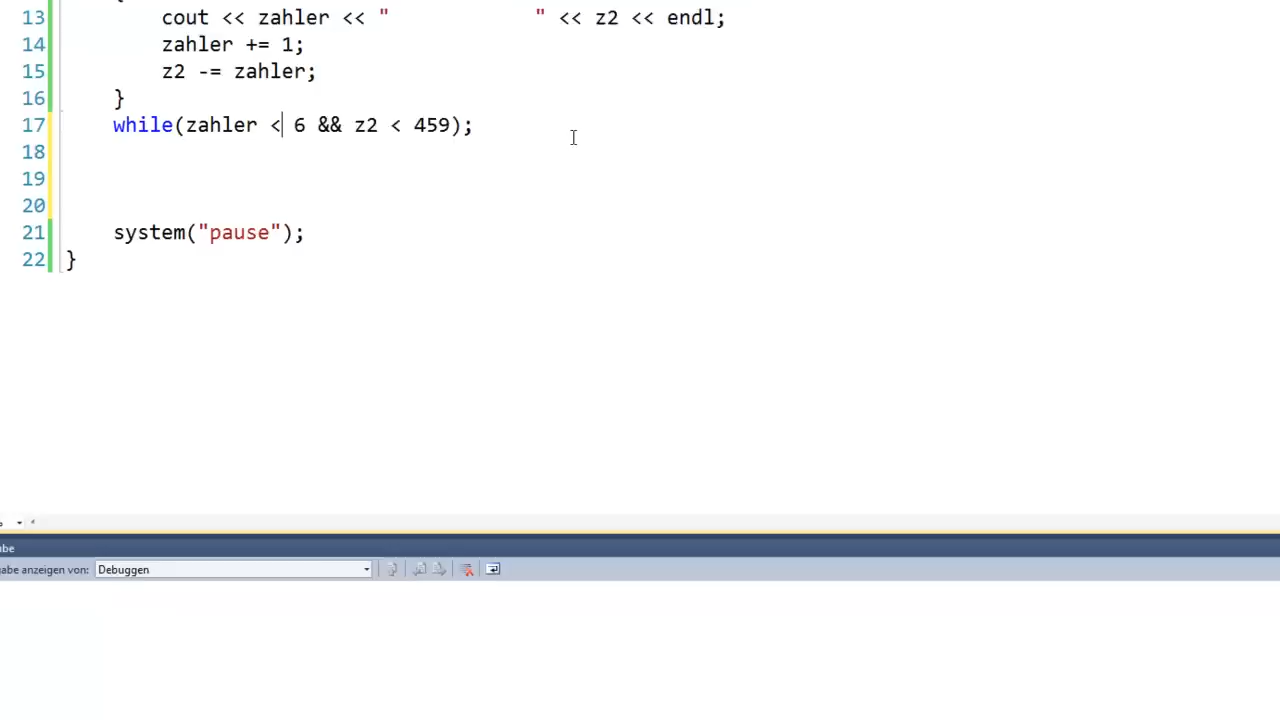 {
13 cout << zahler << "             " << z2 << endl;
14 zahler += 1;
15 z2 -= zahler;
16 }
17 while(zahler < 6 && z2 < 459);
18
19
20
21 system("pause");
22 }
abe
gabe anzeigen von: Debuggen